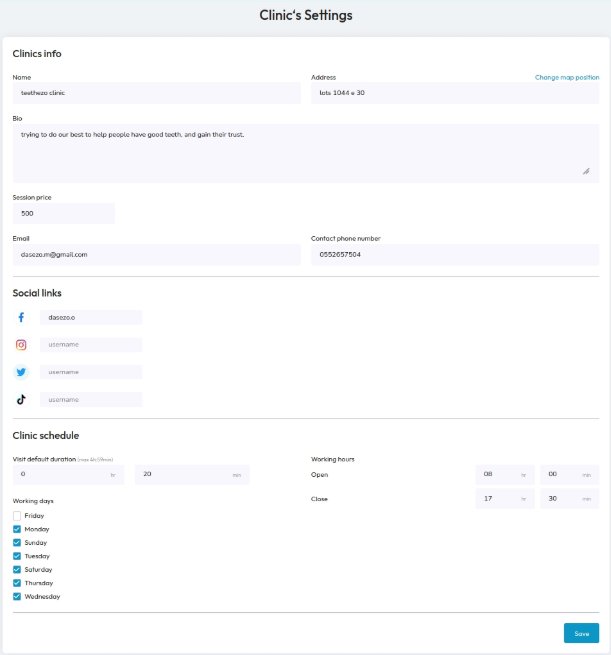 Clinic's Settings
Clinics info
Name
teethezo clinic
Address
Change map position
lots 1044 e 30
Bio
trying to do our best to help people have good teeth, and gain their trust.
Session price
500
Email
dasezo.m@gmail.com
Contact phone number
0552657504
Social links
dasezo.o
username
username
username
Clinic schedule
Visit default duration (max 4h:59min)
0 hr 20 min
Working hours
Open 08 hr 00 min
Close 17 hr 30 min
Working days
Friday
Monday
Sunday
Tuesday
Saturday
Thursday
Wednesday
Save